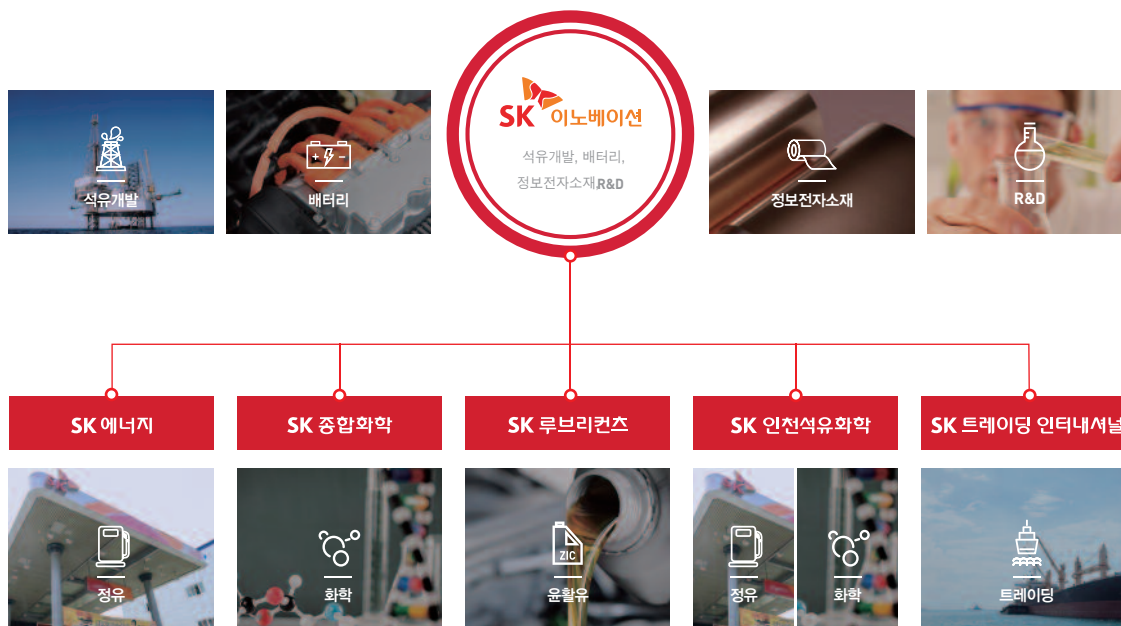 SK 이노베이션
석유개발, 배터리,
정보전자소재,R&D
석유개발
+ -
배터리
정보전자소재
R&D
SK 에너지
SK 종합화학
SK 루브리컨츠
SK 인천석유화학
SK 트레이딩 인터내셔널
정유
화학
ZIC
윤활유
정유
화학
트레이딩